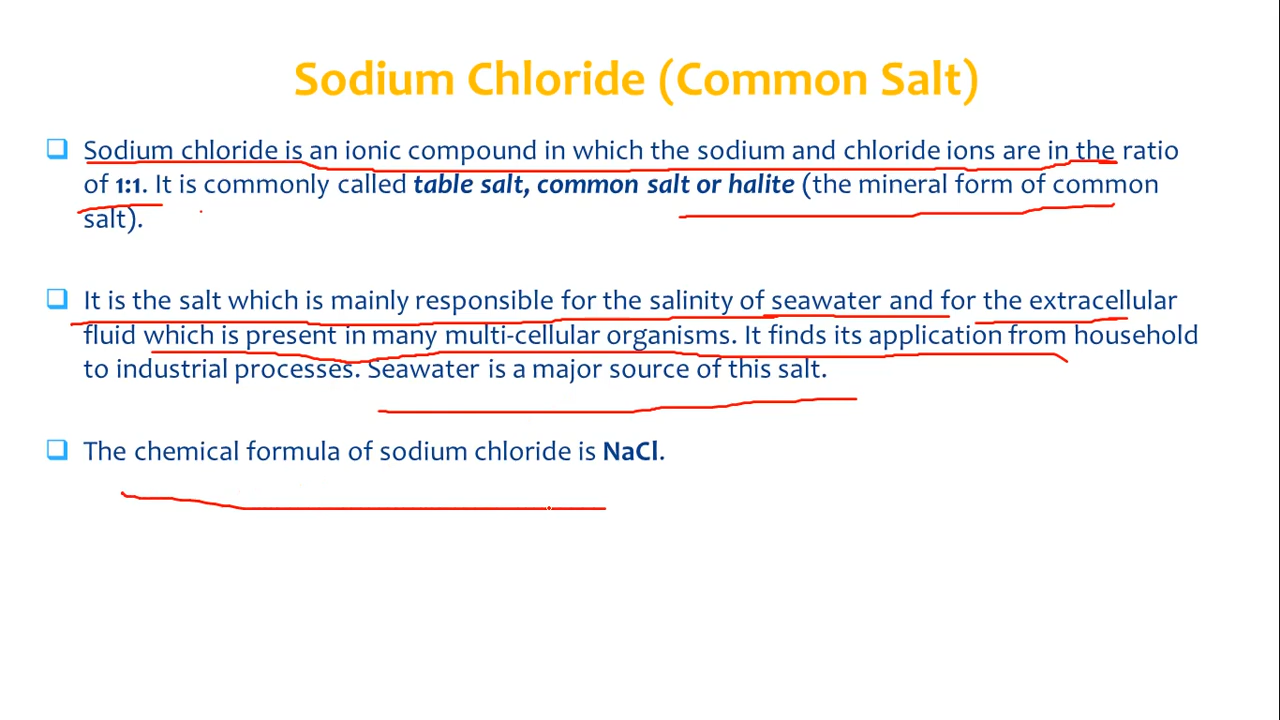 Sodium Chloride (Common Salt)
Sodium chloride is an ionic compound in which the sodium and chloride ions are in the ratio
of 1:1. It is commonly called table salt, common salt or halite (the mineral form of common
salt).
It is the salt which is mainly responsible for the salinity of seawater and for the extracellular
fluid which is present in many multi-cellular organisms. It finds its application from household
to industrial processes. Seawater is a major source of this salt.
The chemical formula of sodium chloride is NaCl.